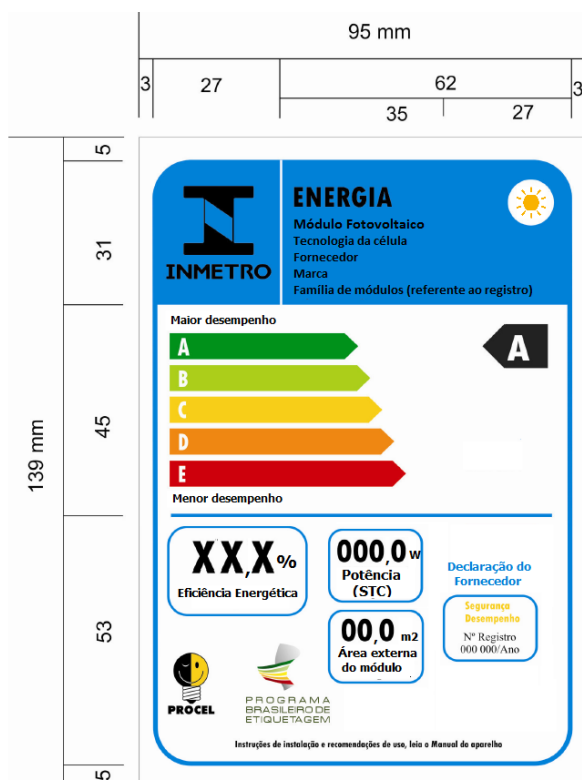 95 mm
3
27
62
3
35
27
5
31
45
139 mm
53
5
INMETRO
ENERGIA
Módulo Fotovoltaico
Tecnologia da célula
Fornecedor
Marca
Família de módulos (referente ao registro)
Maior desempenho
A
B
C
D
E
Menor desempenho
A
XX,X%
Eficiência Energética
000,0 W
Potência
(STC)
00,0 m2
Área externa
do módulo
Declaração do
Fornecedor
Segurança
Desempenho
Nº Registro
000 000/Ano
PROCEL
PROGRAMA
BRASILEIRO DE
ETIQUETAGEM
Instruções de instalação e recomendações de uso, leia o Manual da aparelho